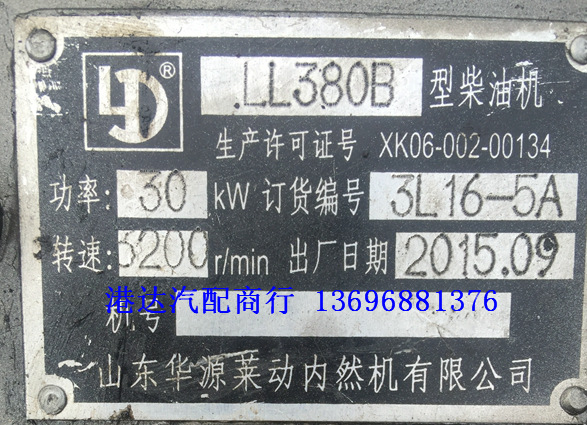 LL380B 型柴油机
生产许可证号 XK06-002-00134
功率: 30 kW 订货编号 3L16-5A
转速: 3200 r/min 出厂日期 2015.09
港达汽配商行 13696881376
机号
山东华源莱动内然机有限公司